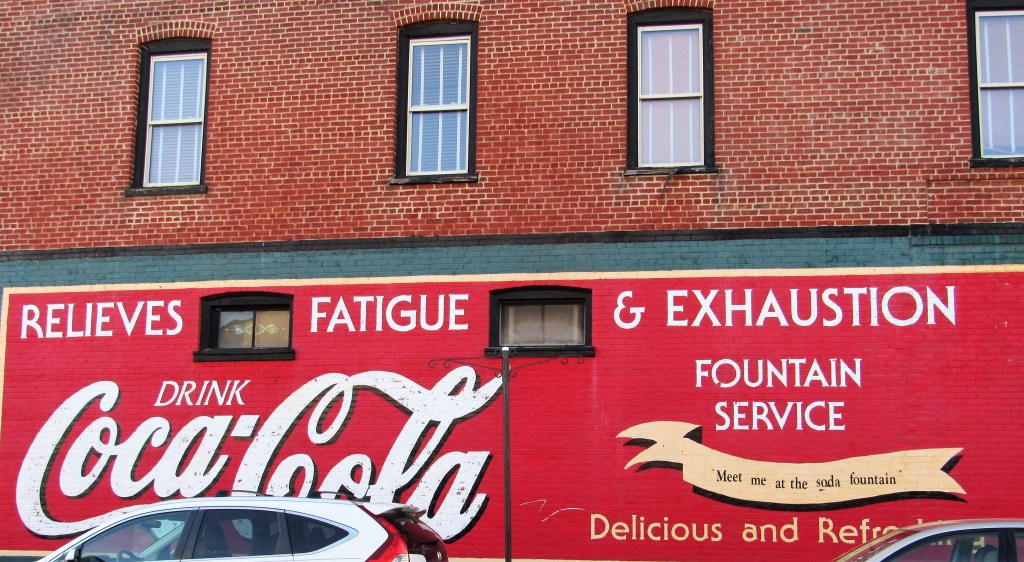 RELIEVES FATIGUE & EXHAUSTION
DRINK
Coca-Cola
FOUNTAIN
SERVICE
Meet me at the soda fountain
Delicious and